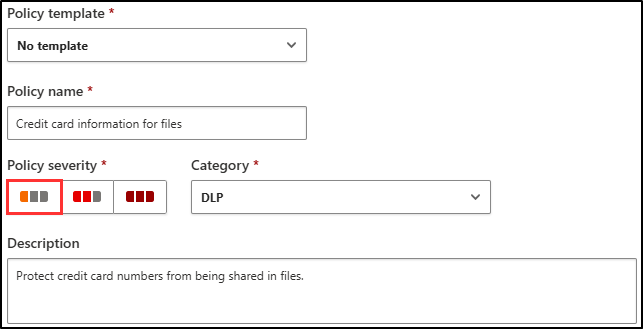 Policy template *
No template
Policy name *
Credit card information for files
Policy severity * Category *
DLP
Description
Protect credit card numbers from being shared in files.